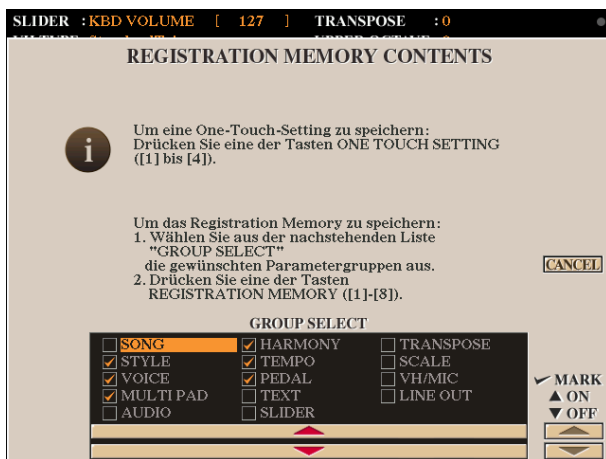 SLIDER : KBD VOLUME [ 127 ] TRANSPOSE : 0
REGISTRATION MEMORY CONTENTS
Um eine One-Touch-Setting zu speichern:
Drücken Sie eine der Tasten ONE TOUCH SETTING
([1] bis [4]).
Um das Registration Memory zu speichern:
1. Wählen Sie aus der nachstehenden Liste
"GROUP SELECT"
die gewünschten Parametergruppen aus.
2. Drücken Sie eine der Tasten
REGISTRATION MEMORY ([1]-[8]).
CANCEL
GROUP SELECT
SONG HARMONY TRANSPOSE
STYLE TEMPO SCALE
VOICE PEDAL VH/MIC
MULTI PAD TEXT LINE OUT
AUDIO SLIDER
MARK
▲ ON
▼ OFF